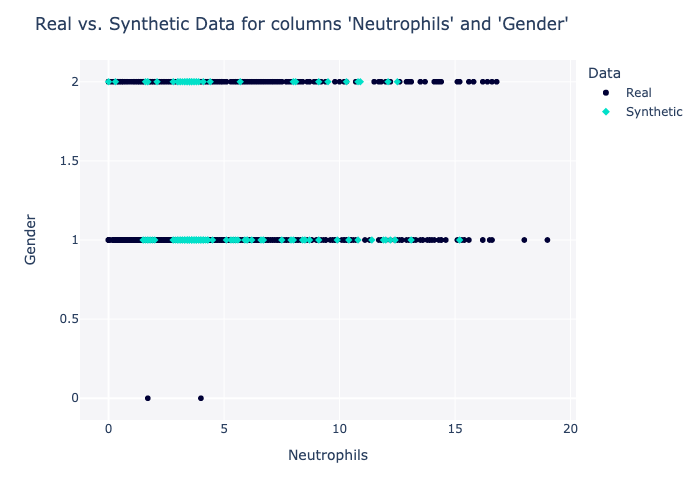 Real vs. Synthetic Data for columns 'Neutrophils' and 'Gender'
Data
Real
Synthetic
2
1.5
1
0.5
0
Gender
0 5 10 15 20
Neutrophils